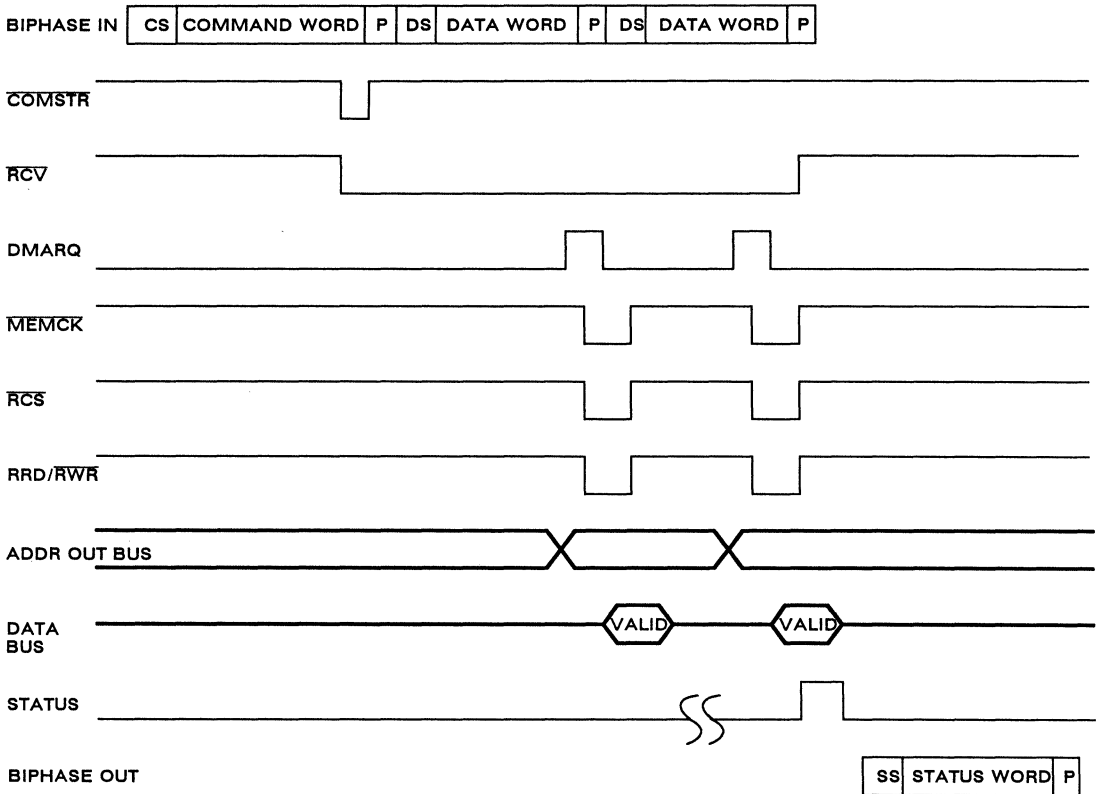 BIPHASE IN CS COMMAND WORD P DS DATA WORD P DS DATA WORD P
COMSTR
RCV
DMARQ
MEMCK
RCS
RRD/RWR
ADDR OUT BUS
DATA
BUS
VALID VALID
STATUS
BIPHASE OUT SS STATUS WORD P